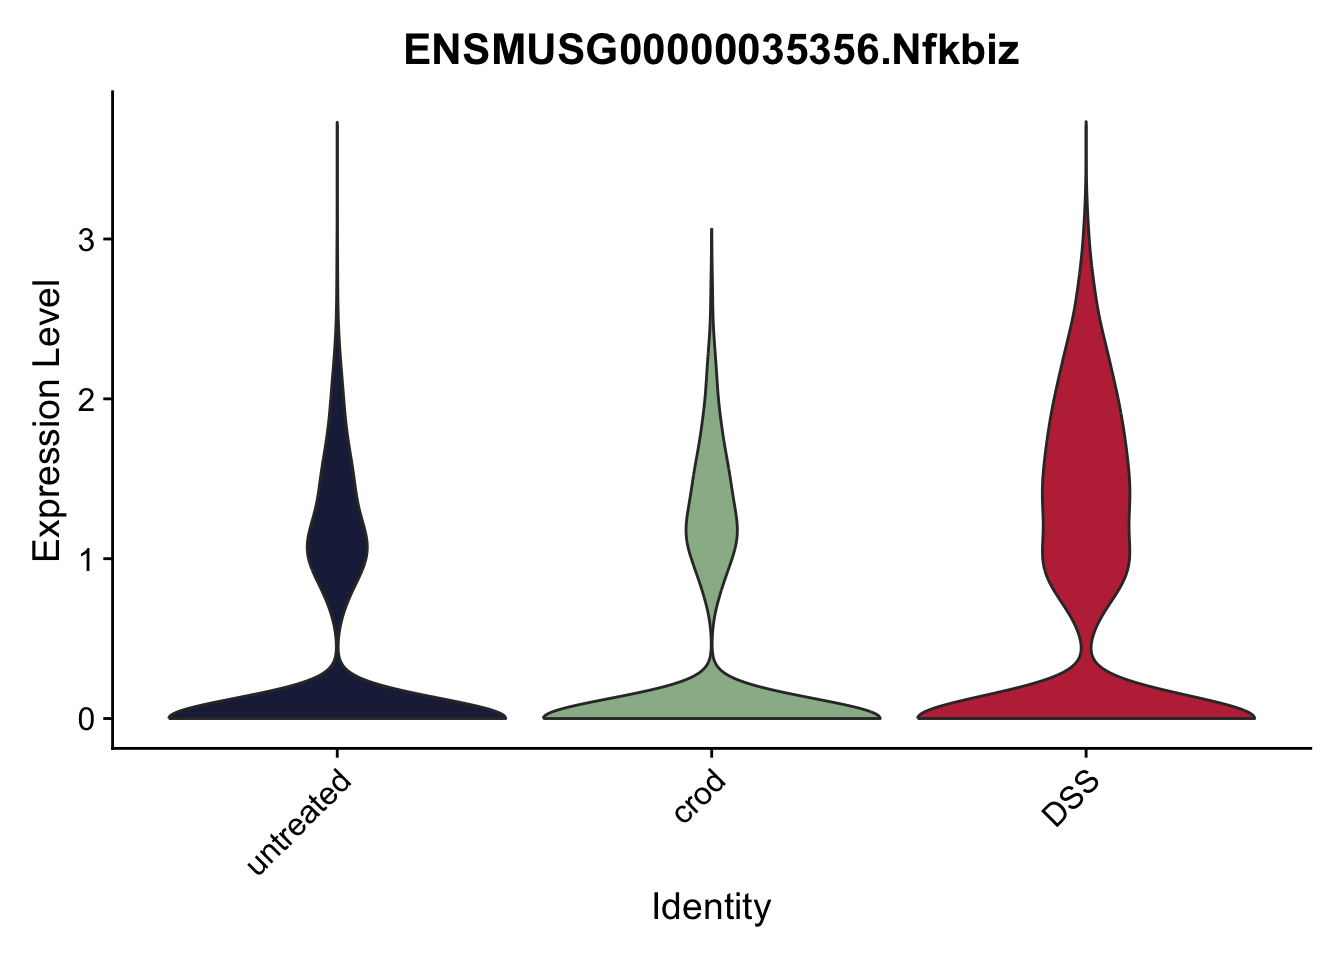 ENSMUSG00000035356.Nfkbiz
Expression Level
3
2
1
0
untreated
crod
DSS
Identity